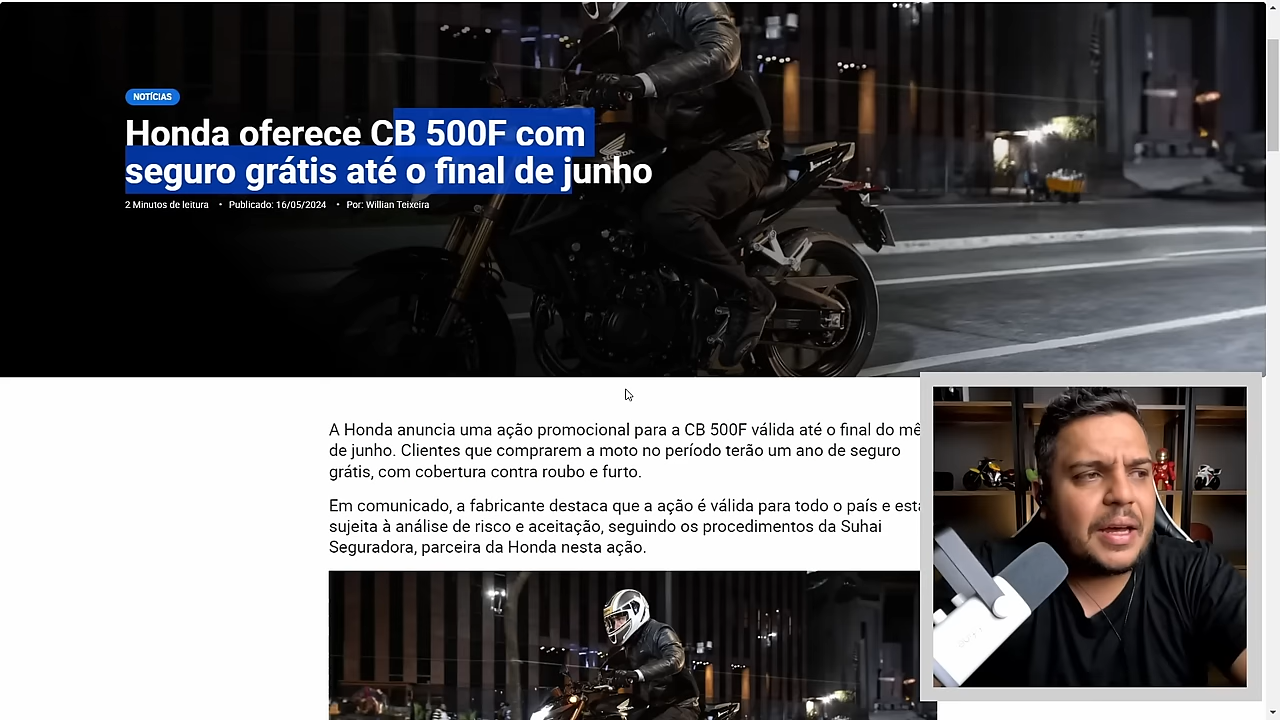 NOTÍCIAS
Honda oferece CB 500F com
seguro grátis até o final de junho
2 Minutos de leitura • Publicado: 16/05/2024 • Por: Willian Teixeira
HONDA
A Honda anuncia uma ação promocional para a CB 500F válida até o final do mê
de junho. Clientes que comprarem a moto no período terão um ano de seguro
grátis, com cobertura contra roubo e furto.
Em comunicado, a fabricante destaca que a ação é válida para todo o país e está
sujeita à análise de risco e aceitação, seguindo os procedimentos da Suhai
Seguradora, parceira da Honda nesta ação.